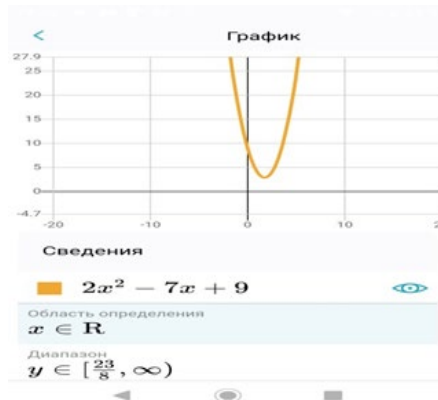 График
27.9
25
20
15
10
5
0
-4.7
-20 -10 0 10 2
Сведения
2x² − 7x + 9
Область определения
x ∈ R
Диапазон
y ∈ [23/8, ∞)